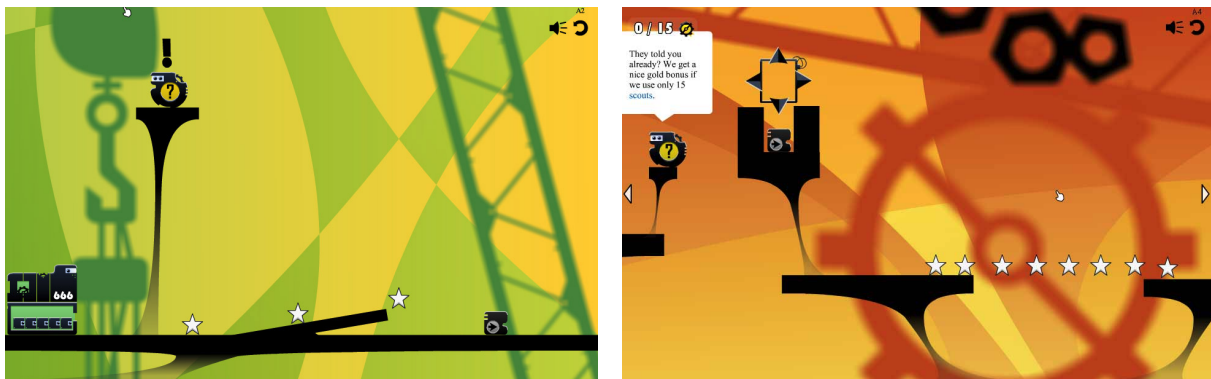 A2
!
?
666
A4
0 / 15
They told you
already? We get a
nice gold bonus if
we use only 15
scouts.
?